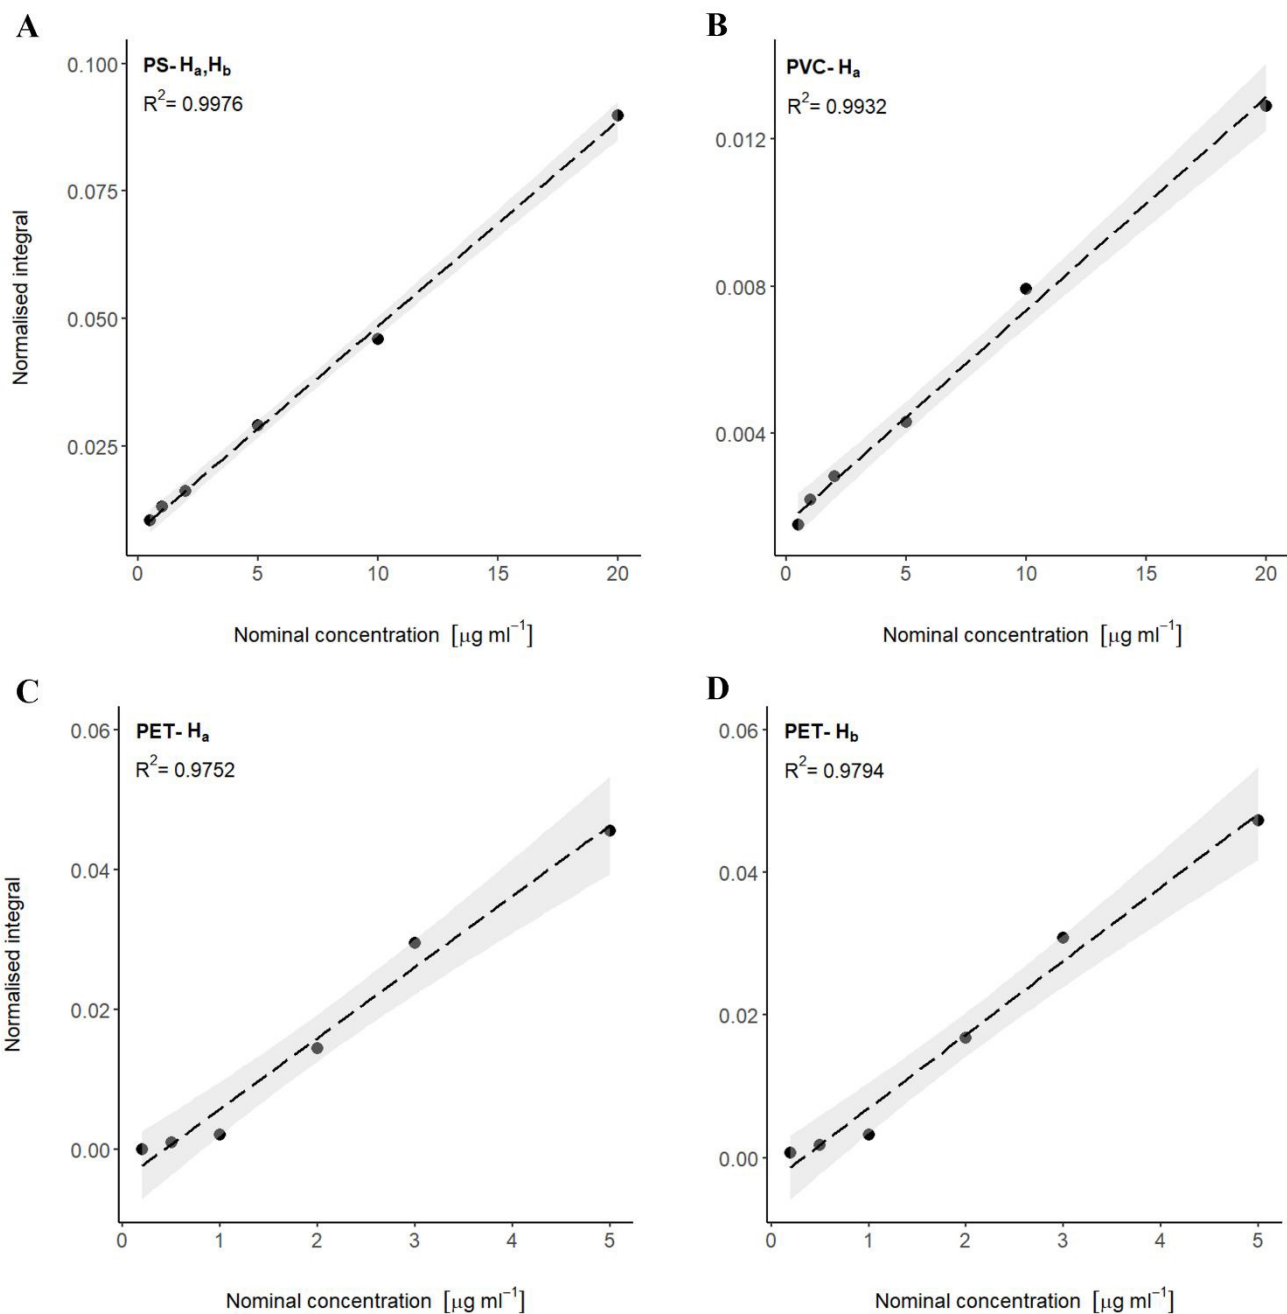 A
PS- Hₐ,H_b
R²= 0.9976
0.100
0.075
0.050
0.025
Normalised integral
0 5 10 15 20
Nominal concentration [μg ml⁻¹]
B
PVC- Hₐ
R²= 0.9932
0.012
0.008
0.004
0 5 10 15 20
Nominal concentration [μg ml⁻¹]
C
PET- Hₐ
R²= 0.9752
0.06
0.04
0.02
0.00
Normalised integral
0 1 2 3 4 5
Nominal concentration [μg ml⁻¹]
D
PET- H_b
R²= 0.9794
0.06
0.04
0.02
0.00
0 1 2 3 4 5
Nominal concentration [μg ml⁻¹]